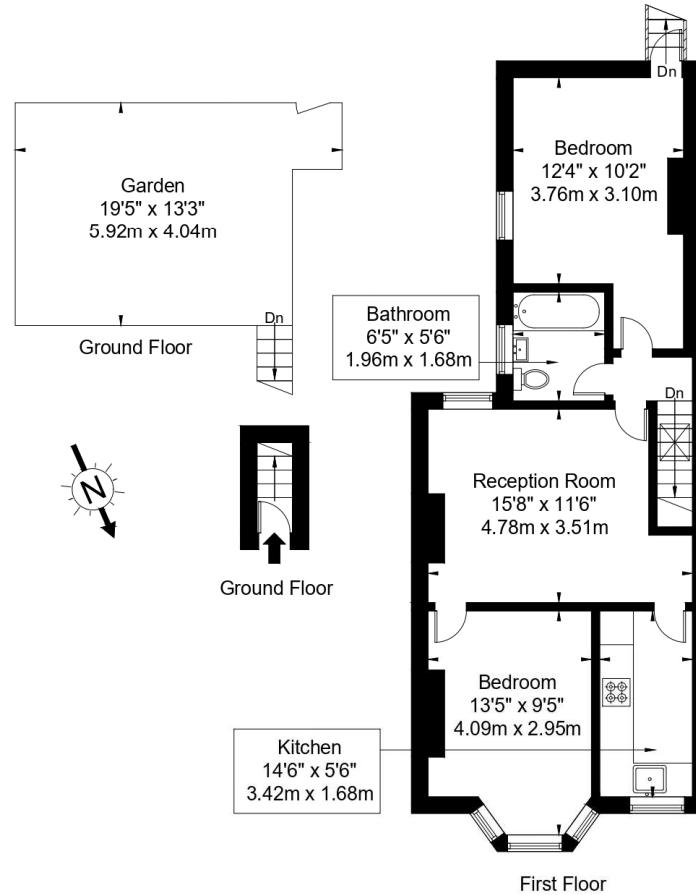 Dn
Bedroom
12'4" x 10'2"
3.76m x 3.10m
Garden
19'5" x 13'3"
5.92m x 4.04m
Dn
Ground Floor
Bathroom
6'5" x 5'6"
1.96m x 1.68m
Dn
N
Reception Room
15'8" x 11'6"
4.78m x 3.51m
Ground Floor
Bedroom
13'5" x 9'5"
4.09m x 2.95m
Kitchen
14'6" x 5'6"
3.42m x 1.68m
First Floor